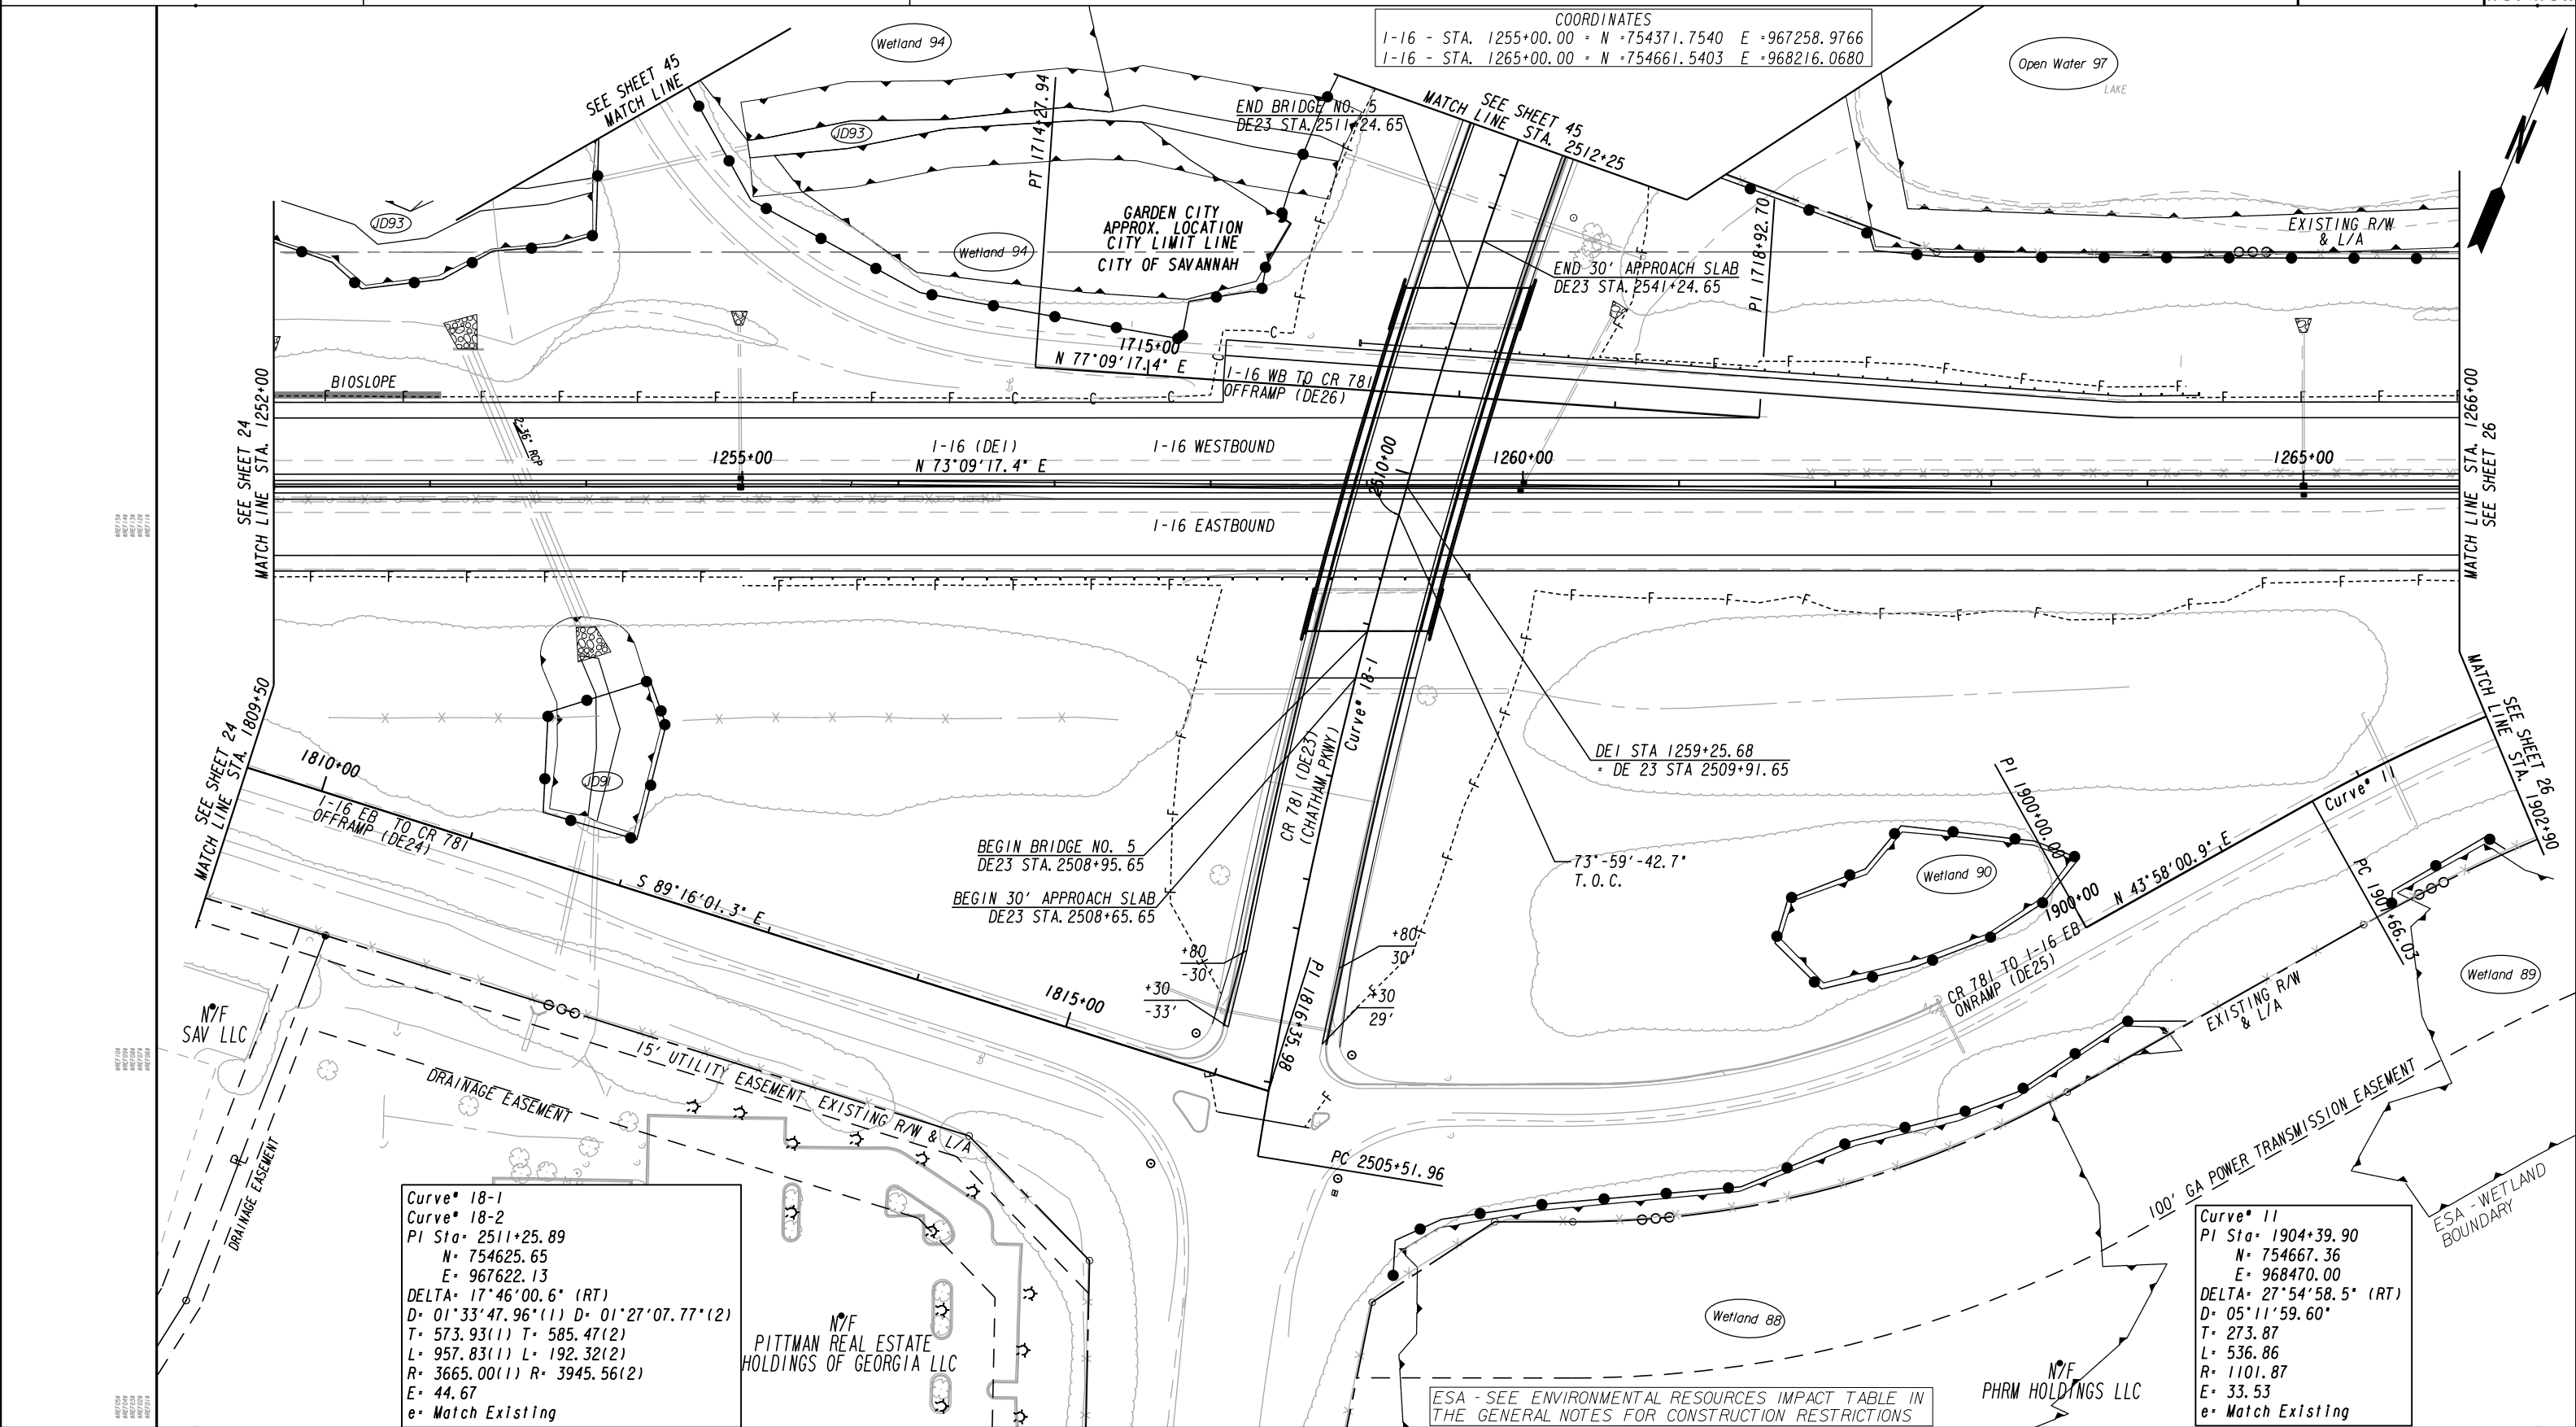 COORDINATES
I-16 - STA. 1255+00.00 = N =754371.7540 E =967258.9766
I-16 - STA. 1265+00.00 = N =754661.5403 E =968216.0680
Wetland 94
Open Water 97
LAKE
SEE SHEET 45
MATCH LINE
END BRIDGE NO. 5
DE23 STA. 2511+24.65
SEE SHEET 45
MATCH LINE STA. 2512+25
N
JD93
JD93
PT 1714+27.94
GARDEN CITY
APPROX. LOCATION
CITY LIMIT LINE
CITY OF SAVANNAH
Wetland 94
END 30' APPROACH SLAB
DE23 STA. 2541+24.65
PI 1718+92.70
EXISTING R/W
& L/A
1715+00
N 77°09'17.4" E
I-16 WB TO CR 781
OFFRAMP (DE26)
BIOSLOPE
2-36" RCP
SEE SHEET 24
MATCH LINE STA. 1252+00
I-16 (DE1)
N 73°09'17.4" E
I-16 WESTBOUND
1255+00
2510+00
1260+00
1265+00
MATCH LINE STA. 1266+00
SEE SHEET 26
I-16 EASTBOUND
SEE SHEET 24
MATCH LINE STA. 1809+50
1810+00
I-16 EB TO CR 781
OFFRAMP (DE24)
JD91
S 89°16'01.3" E
1815+00
Curve# 18-1
CR 781 (DE23)
(CHATHAM PKWY)
DE1 STA 1259+25.68
= DE 23 STA 2509+91.65
BEGIN BRIDGE NO. 5
DE23 STA. 2508+95.65
BEGIN 30' APPROACH SLAB
DE23 STA. 2508+65.65
73°-59'-42.7"
T.O.C.
+80
-30'
+30
-33'
+80
30'
+30
29'
PI 1816+35.98
PC 2505+51.96
Wetland 90
PI 1900+00.00
1900+00
N 43°58'00.9" E
Curve# 11
PC 1901+66.03
SEE SHEET 26
MATCH LINE STA. 1902+90
CR 781 TO I-16 EB
ONRAMP (DE25)
EXISTING R/W
& L/A
Wetland 89
N/F
SAV LLC
15' UTILITY EASEMENT EXISTING R/W & L/A
DRAINAGE EASEMENT
DRAINAGE EASEMENT
100' GA POWER TRANSMISSION EASEMENT
ESA - WETLAND
BOUNDARY
Wetland 88
Curve# 18-1
Curve# 18-2
PI Sta= 2511+25.89
N= 754625.65
E= 967622.13
DELTA= 17°46'00.6" (RT)
D= 01°33'47.96"(1) D= 01°27'07.77"(2)
T= 573.93(1) T= 585.47(2)
L= 957.83(1) L= 192.32(2)
R= 3665.00(1) R= 3945.56(2)
E= 44.67
e= Match Existing
N/F
PITTMAN REAL ESTATE
HOLDINGS OF GEORGIA LLC
ESA - SEE ENVIRONMENTAL RESOURCES IMPACT TABLE IN
THE GENERAL NOTES FOR CONSTRUCTION RESTRICTIONS
N/F
PHRM HOLDINGS LLC
Curve# 11
PI Sta= 1904+39.90
N= 754667.36
E= 968470.00
DELTA= 27°54'58.5" (RT)
D= 05°11'59.60"
T= 273.87
L= 536.86
R= 1101.87
E= 33.53
e= Match Existing